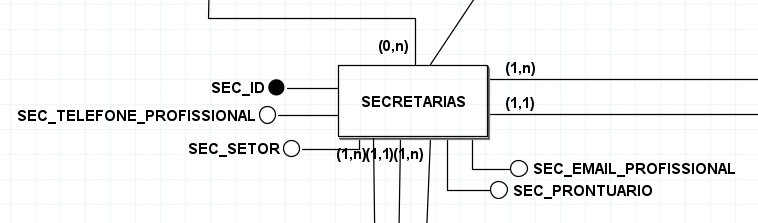 (0,n)
(1,n)
SEC_ID
SECRETARIAS
(1,1)
SEC_TELEFONE_PROFISSIONAL
SEC_SETOR
(1,n)(1,1)(1,n)
SEC_EMAIL_PROFISSIONAL
SEC_PRONTUARIO